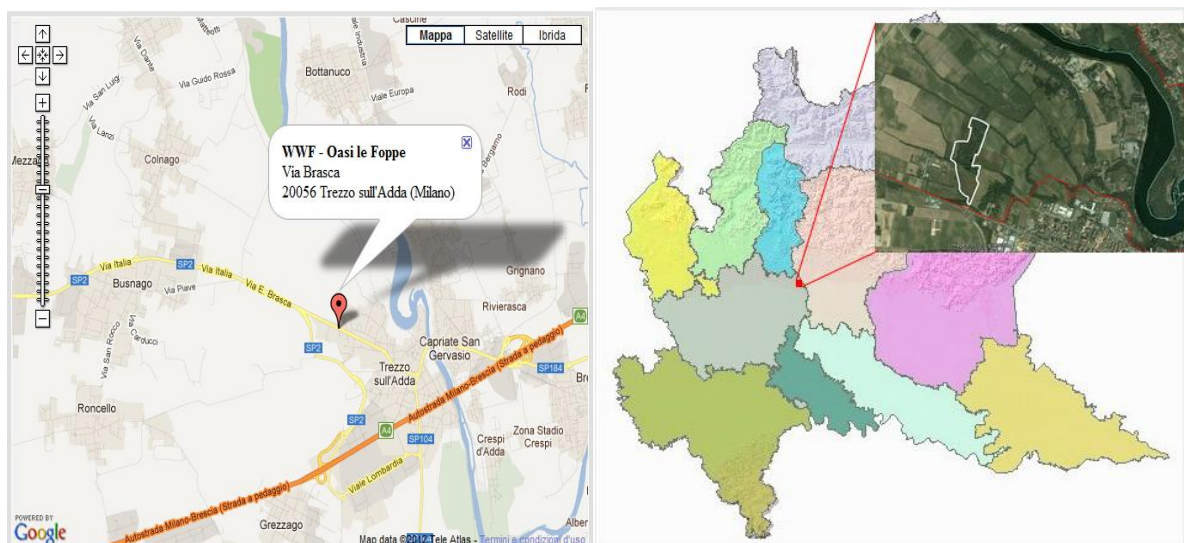 Mappa
Satellite
Ibrida
Via Dante
Via Guido Rossa
Via San Luigi
Via Lanzi
Colnago
Bottanuco
Viale Europa
Rodi
WWF - Oasi le Foppe
Via Brasca
20056 Trezzo sull'Adda (Milano)
Via Italia
SP2
Via Italia
SP2
Via E. Brasca
Busnago
Via Piave
Via San Rocco
Via Carducci
Roncello
Grignano
Rivierasca
A4
Capriate San
Gervasio
SP2
SP184
Trezzo
sull'Adda
Autostrada Milano-Brescia (Strada a pedaggio)
SP2
A4
SP104
Crespi
d'Adda
Zona Stadio
Crespi
Viale Lombardia
Grezzago
Autostrada Milano-Brescia (Strada a pedaggio)
POWERED BY
Google
Map data ©2012 Tele Atlas - Termini e condizioni d'uso